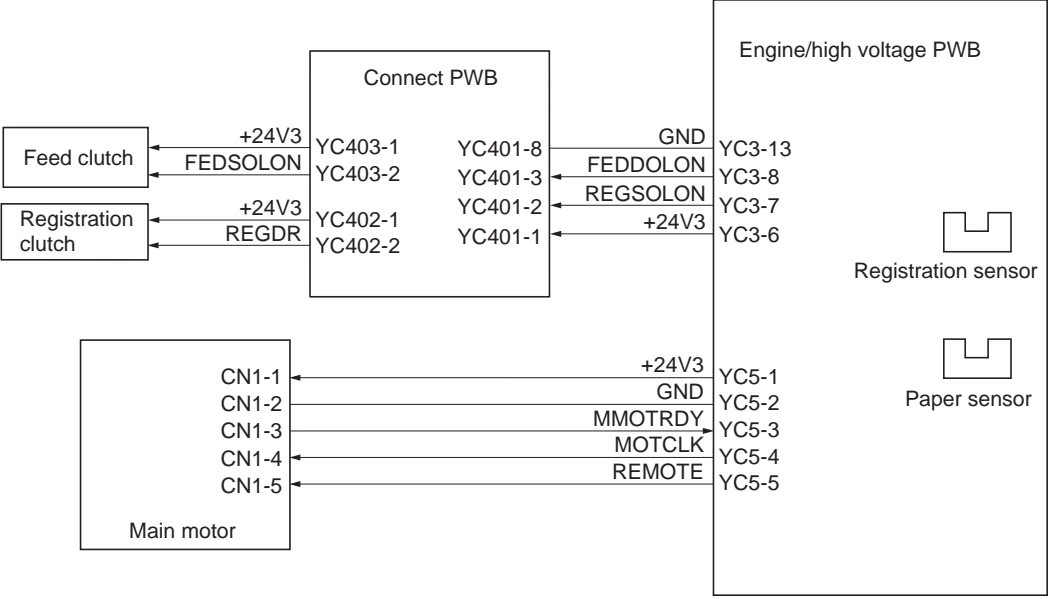 Engine/high voltage PWB
Connect PWB
Feed clutch
+24V3
FEDSOLON
YC403-1
YC403-2
Registration
clutch
+24V3
REGDR
YC402-1
YC402-2
YC401-8
YC401-3
YC401-2
YC401-1
GND
FEDDOLON
REGSOLON
+24V3
YC3-13
YC3-8
YC3-7
YC3-6
Registration sensor
Paper sensor
CN1-1
CN1-2
CN1-3
CN1-4
CN1-5
Main motor
+24V3
GND
MMOTRDY
MOTCLK
REMOTE
YC5-1
YC5-2
YC5-3
YC5-4
YC5-5